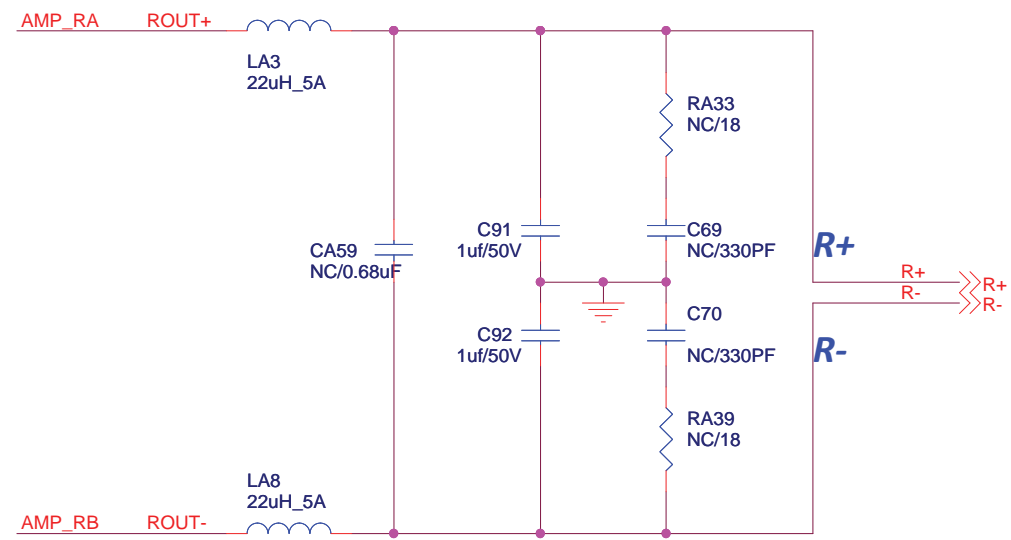 AMP_RA ROUT+
LA3
22uH_5A
RA33
NC/18
CA59
NC/0.68uF
C91
1uf/50V
C69
NC/330PF
R+
R+
R-
R+
R-
C92
1uf/50V
C70
NC/330PF
R-
RA39
NC/18
LA8
22uH_5A
AMP_RB ROUT-